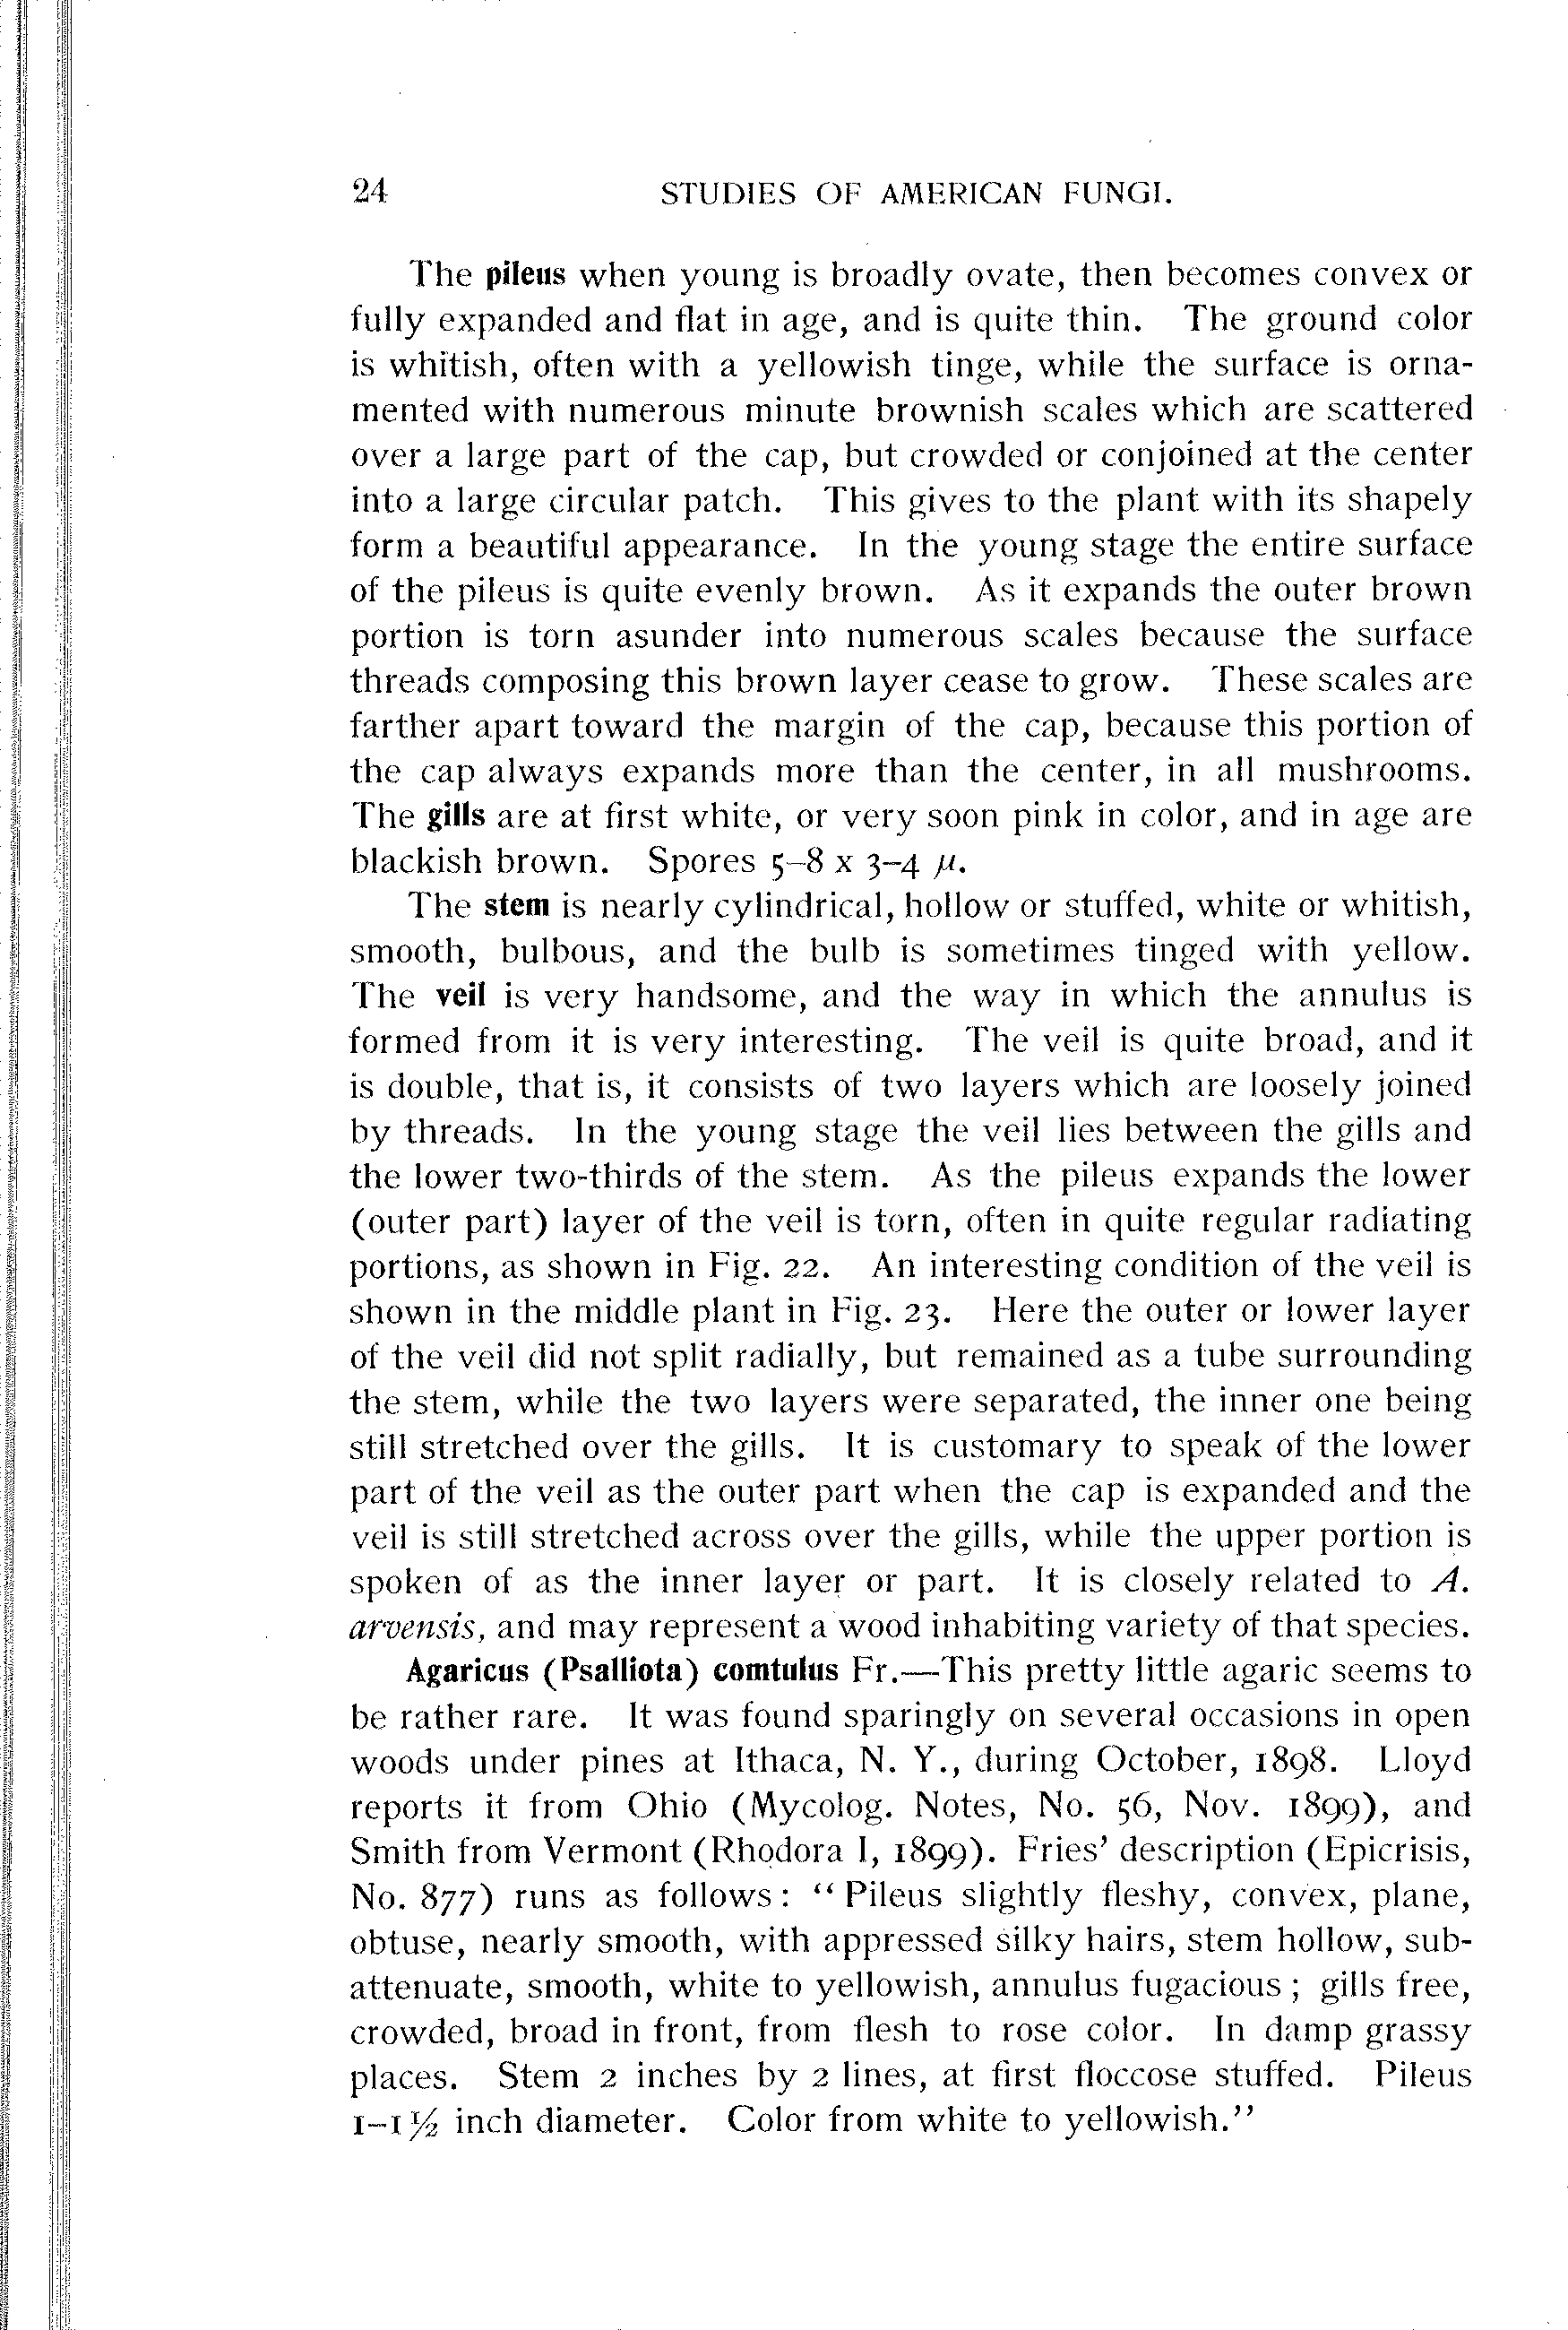 24 STUDIES OF AMERICAN FUNGI.
The pileus when young is broadly ovate, then becomes convex or
fully expanded and flat in age, and is quite thin. The ground color
is whitish, often with a yellowish tinge, while the surface is orna-
mented with numerous minute brownish scales which are scattered
over a large part of the cap, but crowded or conjoined at the center
into a large circular patch. This gives to the plant with its shapely
form a beautiful appearance. In the young stage the entire surface
of the pileus is quite evenly brown. As it expands the outer brown
portion is torn asunder into numerous scales because the surface
threads composing this brown layer cease to grow. These scales are
farther apart toward the margin of the cap, because this portion of
the cap always expands more than the center, in all mushrooms.
The gills are at first white, or very soon pink in color, and in age are
blackish brown. Spores 5–8 x 3–4 µ.
The stem is nearly cylindrical, hollow or stuffed, white or whitish,
smooth, bulbous, and the bulb is sometimes tinged with yellow.
The veil is very handsome, and the way in which the annulus is
formed from it is very interesting. The veil is quite broad, and it
is double, that is, it consists of two layers which are loosely joined
by threads. In the young stage the veil lies between the gills and
the lower two-thirds of the stem. As the pileus expands the lower
(outer part) layer of the veil is torn, often in quite regular radiating
portions, as shown in Fig. 22. An interesting condition of the veil is
shown in the middle plant in Fig. 23. Here the outer or lower layer
of the veil did not split radially, but remained as a tube surrounding
the stem, while the two layers were separated, the inner one being
still stretched over the gills. It is customary to speak of the lower
part of the veil as the outer part when the cap is expanded and the
veil is still stretched across over the gills, while the upper portion is
spoken of as the inner layer or part. It is closely related to A.
arvensis, and may represent a wood inhabiting variety of that species.
Agaricus (Psalliota) comtulus Fr.—This pretty little agaric seems to
be rather rare. It was found sparingly on several occasions in open
woods under pines at Ithaca, N. Y., during October, 1898. Lloyd
reports it from Ohio (Mycolog. Notes, No. 56, Nov. 1899), and
Smith from Vermont (Rhodora I, 1899). Fries' description (Epicrisis,
No. 877) runs as follows: "Pileus slightly fleshy, convex, plane,
obtuse, nearly smooth, with appressed silky hairs, stem hollow, sub-
attenuate, smooth, white to yellowish, annulus fugacious; gills free,
crowded, broad in front, from flesh to rose color. In damp grassy
places. Stem 2 inches by 2 lines, at first floccose stuffed. Pileus
1–1½ inch diameter. Color from white to yellowish."